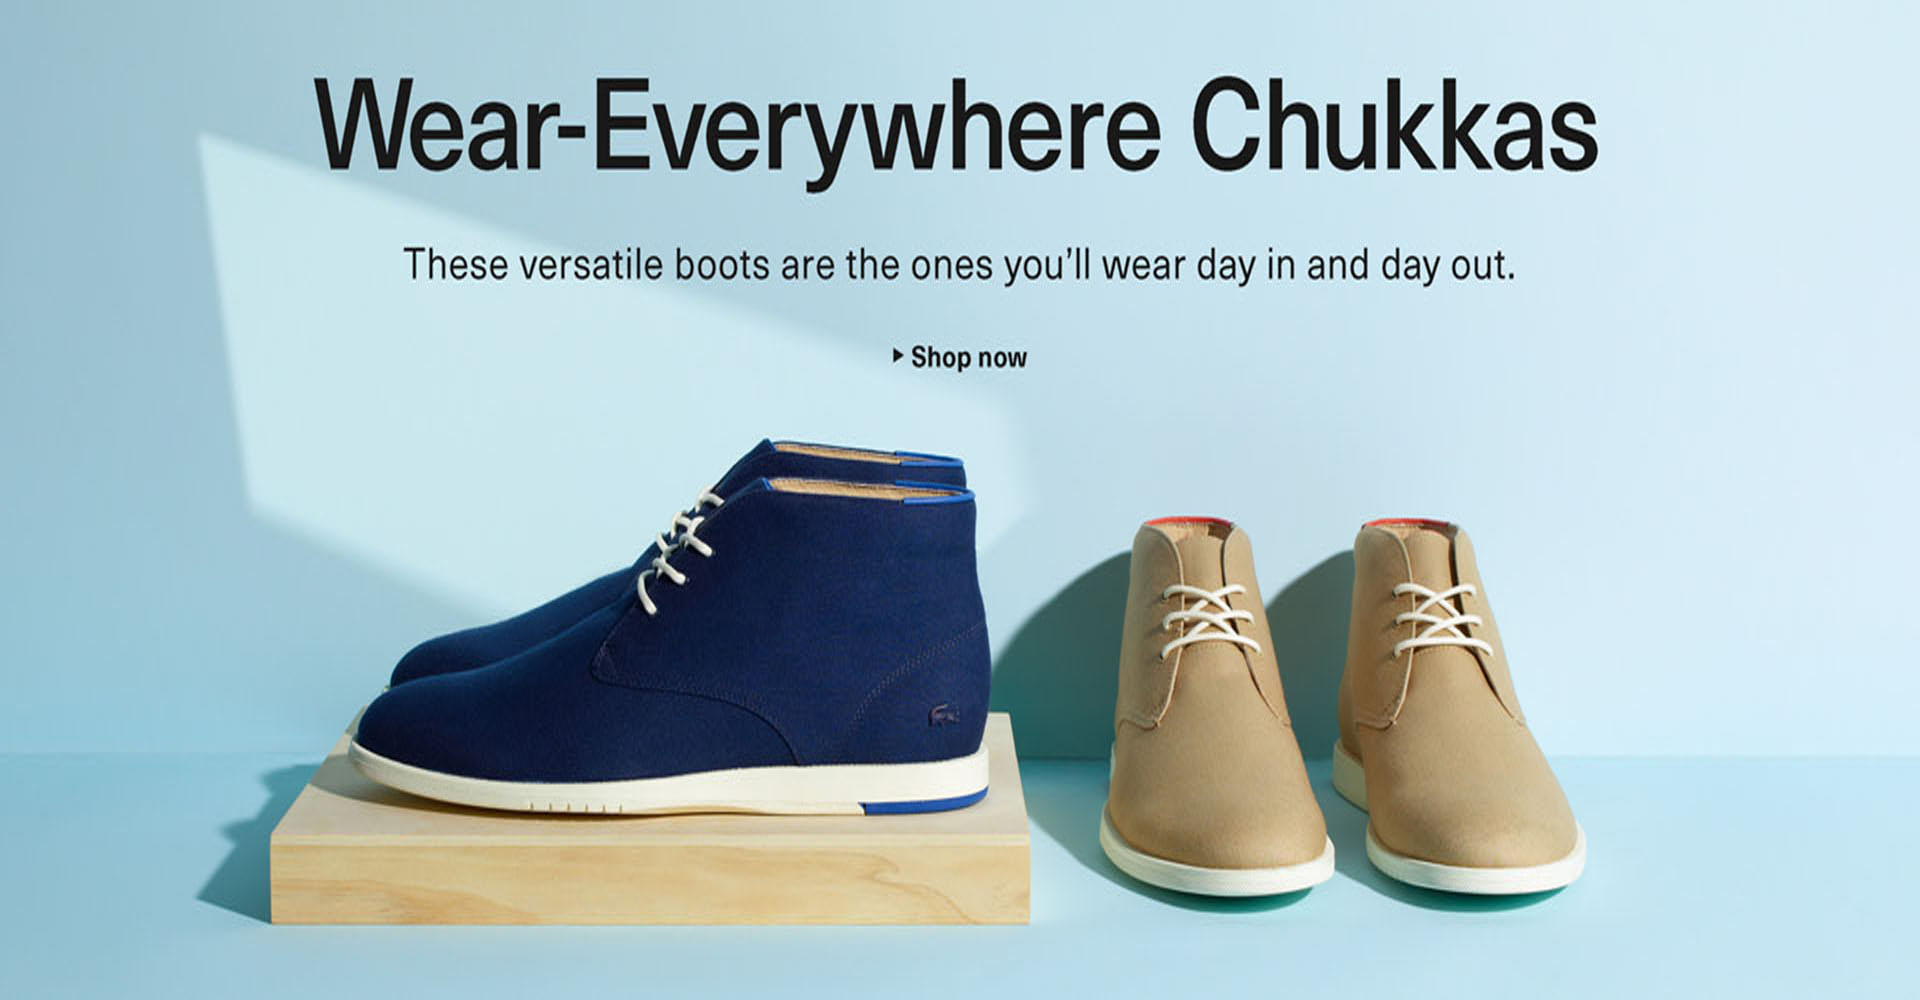 Wear-Everywhere Chukkas
These versatile boots are the ones you’ll wear day in and day out.
Shop now